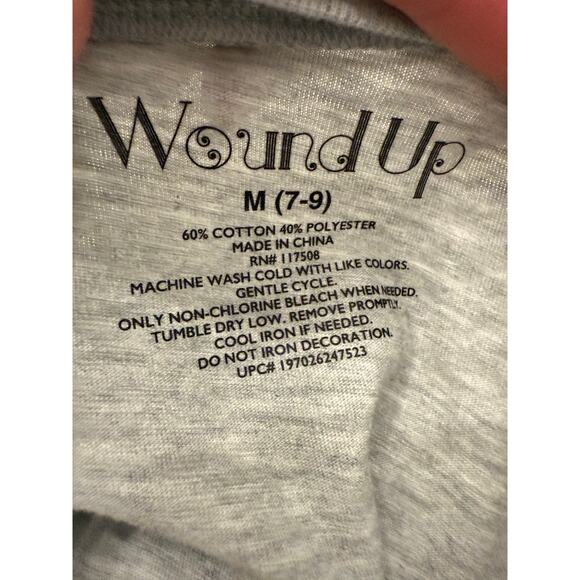 Wound Up
M (7-9)
60% COTTON 40% POLYESTER
MADE IN CHINA
RN# 117508
MACHINE WASH COLD WITH LIKE COLORS.
GENTLE CYCLE.
ONLY NON-CHLORINE BLEACH WHEN NEEDED.
TUMBLE DRY LOW. REMOVE PROMPTLY.
COOL IRON IF NEEDED.
DO NOT IRON DECORATION.
UPC# 197026247523